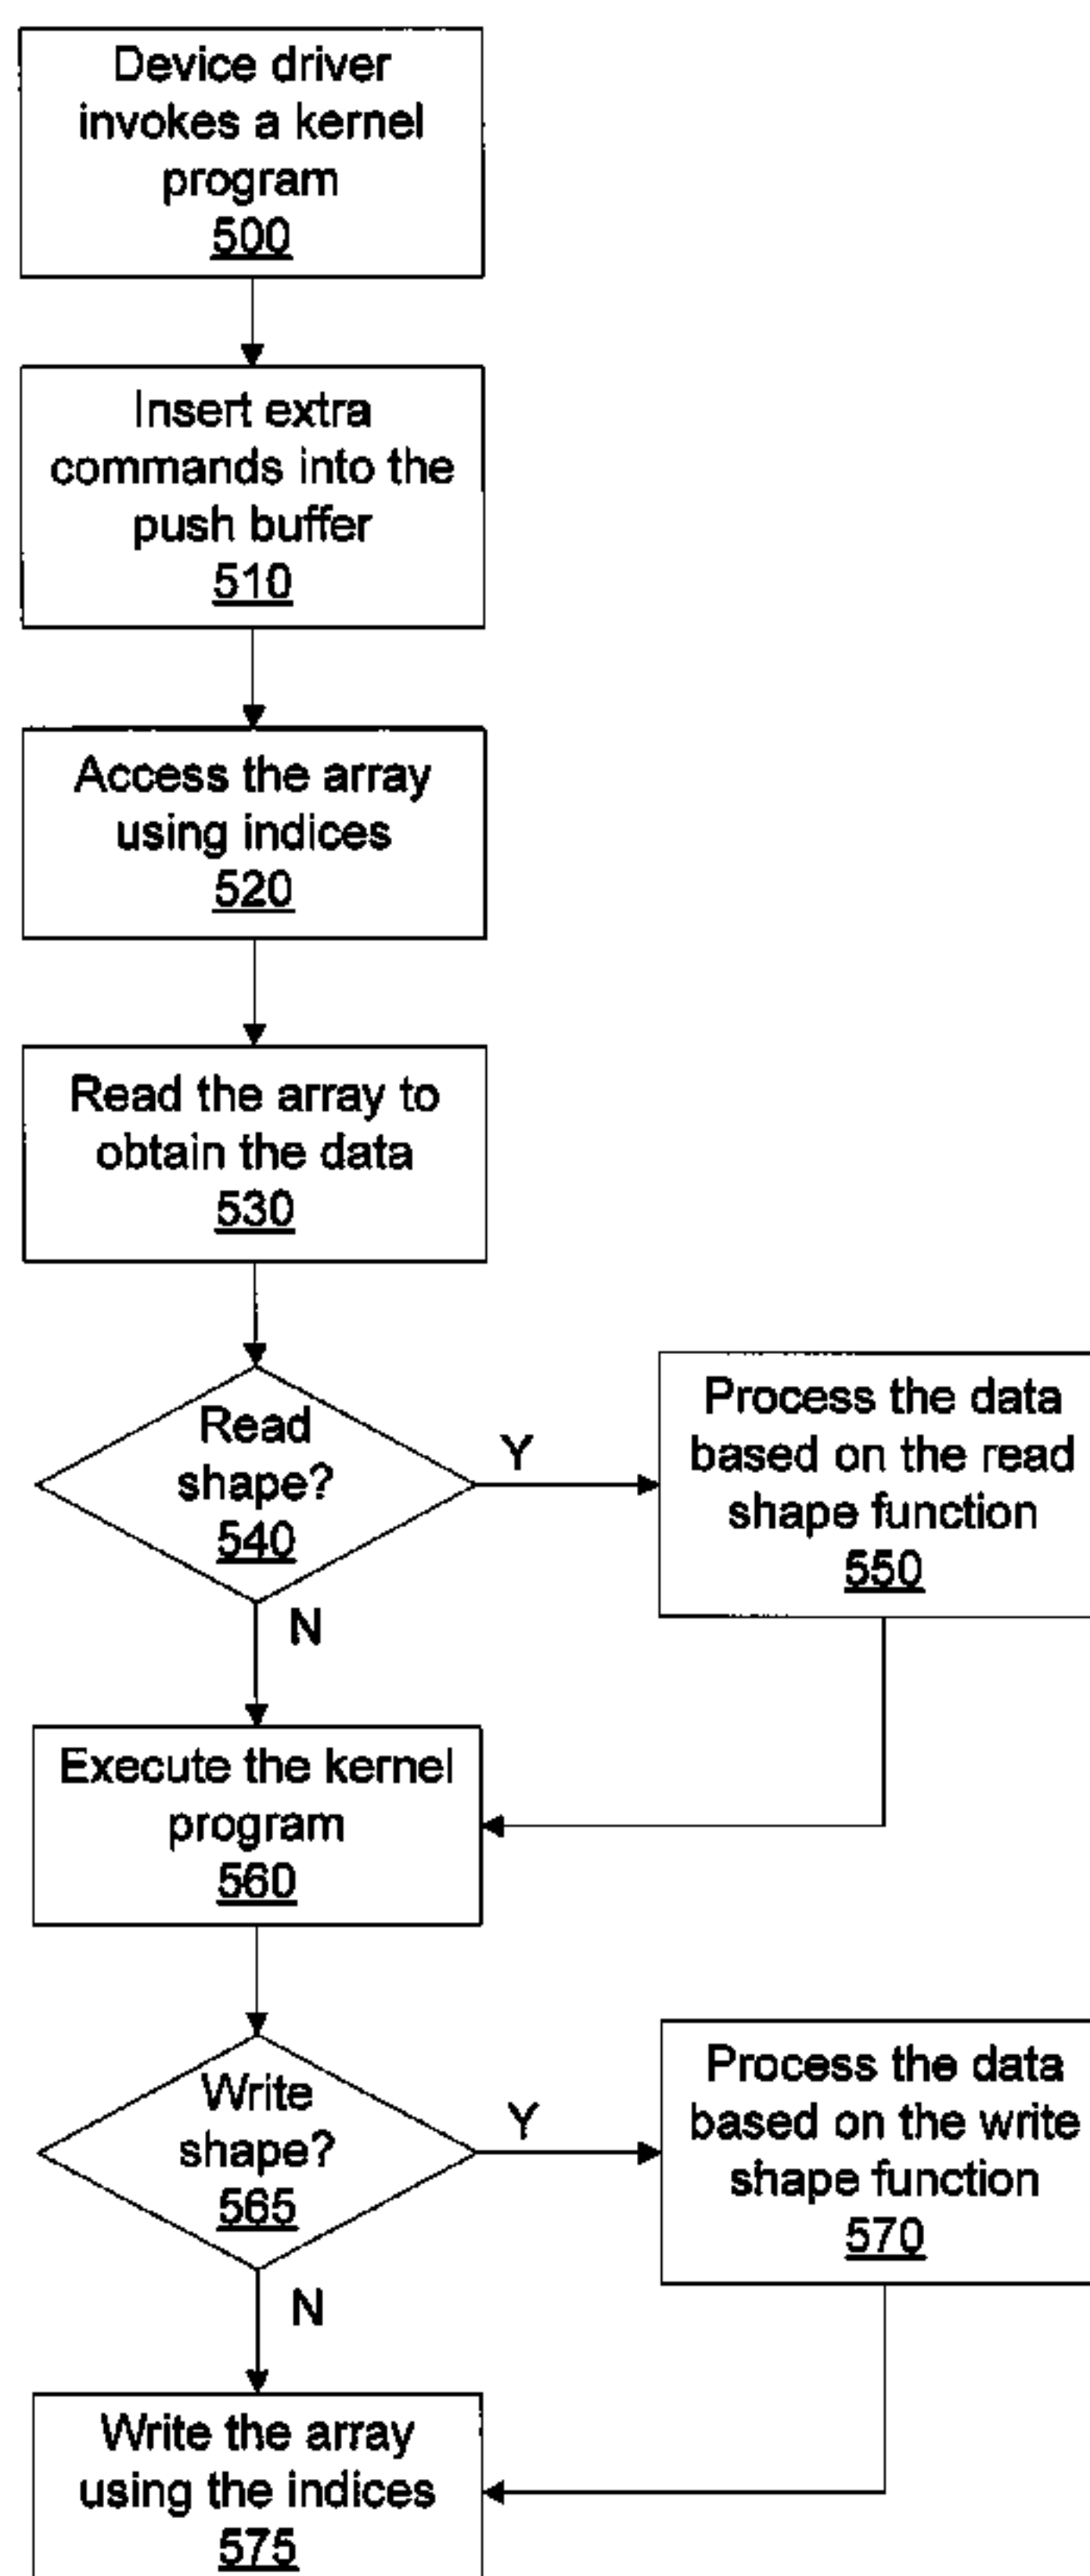 Device driver
invokes a kernel
program
500
Insert extra
commands into the
push buffer
510
Access the array
using indices
520
Read the array to
obtain the data
530
Read
shape?
540
Y
Process the data
based on the read
shape function
550
N
Execute the kernel
program
560
Write
shape?
565
Y
Process the data
based on the write
shape function
570
N
Write the array
using the indices
575